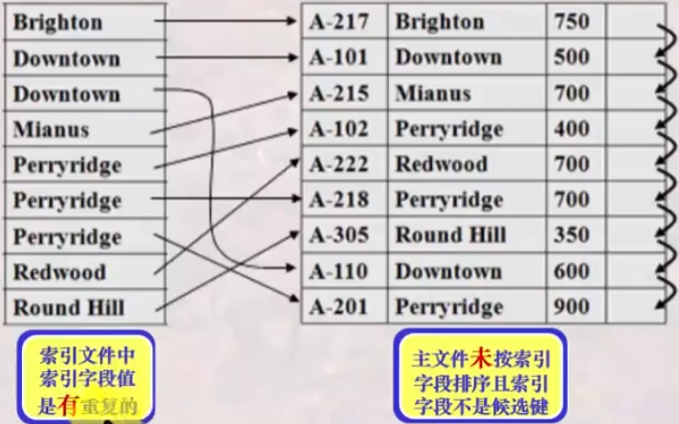 Brighton
Downtown
Downtown
Mianus
Perryridge
Perryridge
Perryridge
Redwood
Round Hill
A-217 Brighton 750
A-101 Downtown 500
A-215 Mianus 700
A-102 Perryridge 400
A-222 Redwood 700
A-218 Perryridge 700
A-305 Round Hill 350
A-110 Downtown 600
A-201 Perryridge 900
索引文件中
索引字段值
是有重复的
主文件未按索引
字段排序且索引
字段不是候选键